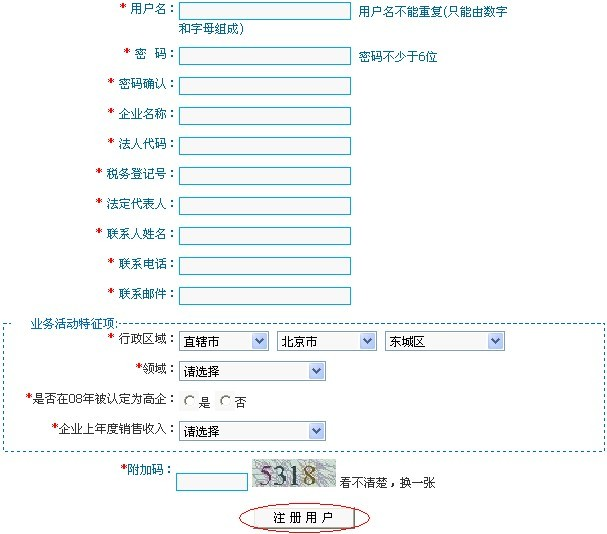 * 用户名： 用户名不能重复(只能由数字
和字母组成)
* 密 码： 密码不少于6位
* 密码确认：
* 企业名称：
* 法人代码：
* 税务登记号：
* 法定代表人：
* 联系人姓名：
* 联系电话：
* 联系邮件：
业务活动特征项:
* 行政区域： 直辖市 北京市 东城区
*领域： 请选择
*是否在08年被认定为高企： 是 否
*企业上年度销售收入： 请选择
*附加码： 5318 看不清楚，换一张
注 册 用 户